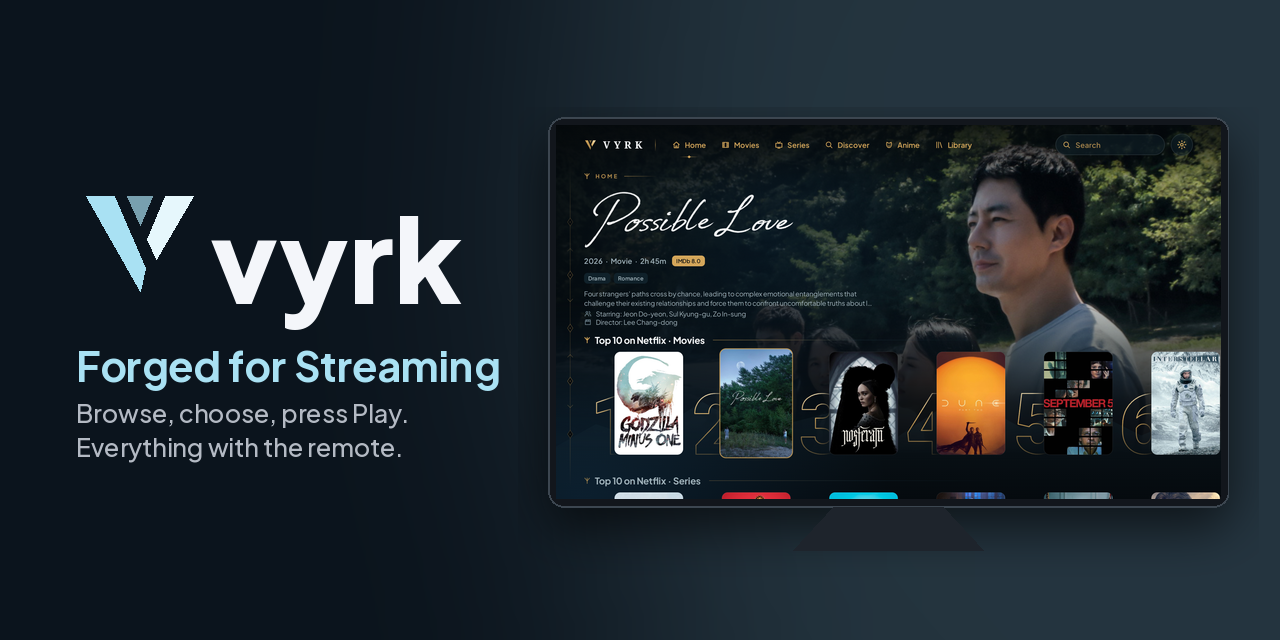 vyrk
Forged for Streaming
Browse, choose, press Play.
Everything with the remote.
VYRK Home Movies Series Discover Anime Library Search
HOME
Possible Love
2026 · Movie · 2h 45m IMDb 8.0
Drama Romance
Four strangers' paths cross by chance, leading to complex emotional entanglements that
challenge their existing relationships and force them to confront uncomfortable truths about l...
Starring: Jeon Do-yeon, Sul Kyung-gu, Zo In-sung
Director: Lee Chang-dong
Top 10 on Netflix · Movies
1 2 3 4 5 6
GODZILLA
MINUS ONE
Possible Love
nosferatu
DUNE
SEPTEMBER 5
INTERSTELLAR
Top 10 on Netflix · Series